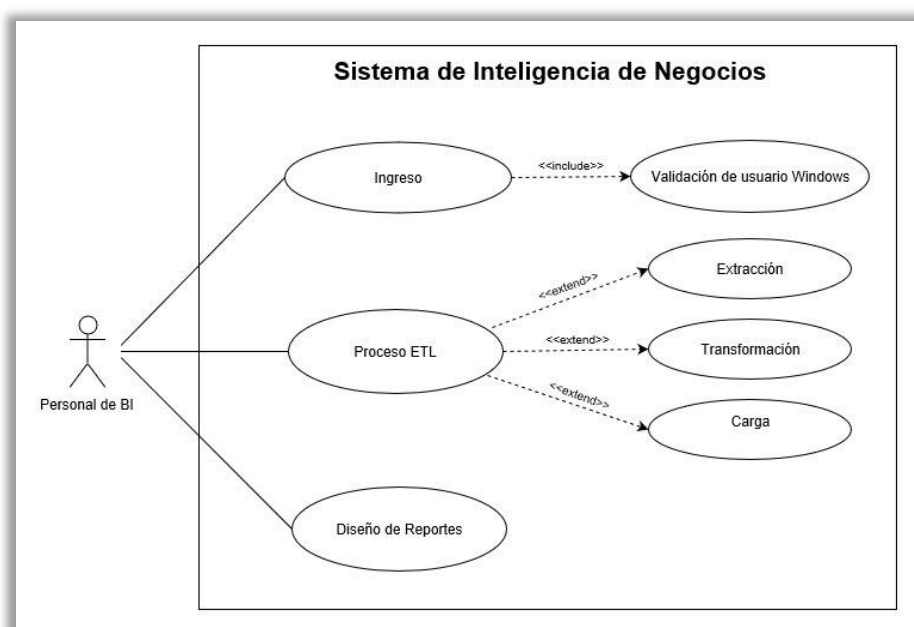 Sistema de Inteligencia de Negocios
Ingreso
<<include>>
Validación de usuario Windows
<<extend>>
Extracción
Proceso ETL
<<extend>>
Transformación
<<extend>>
Carga
Personal de BI
Diseño de Reportes